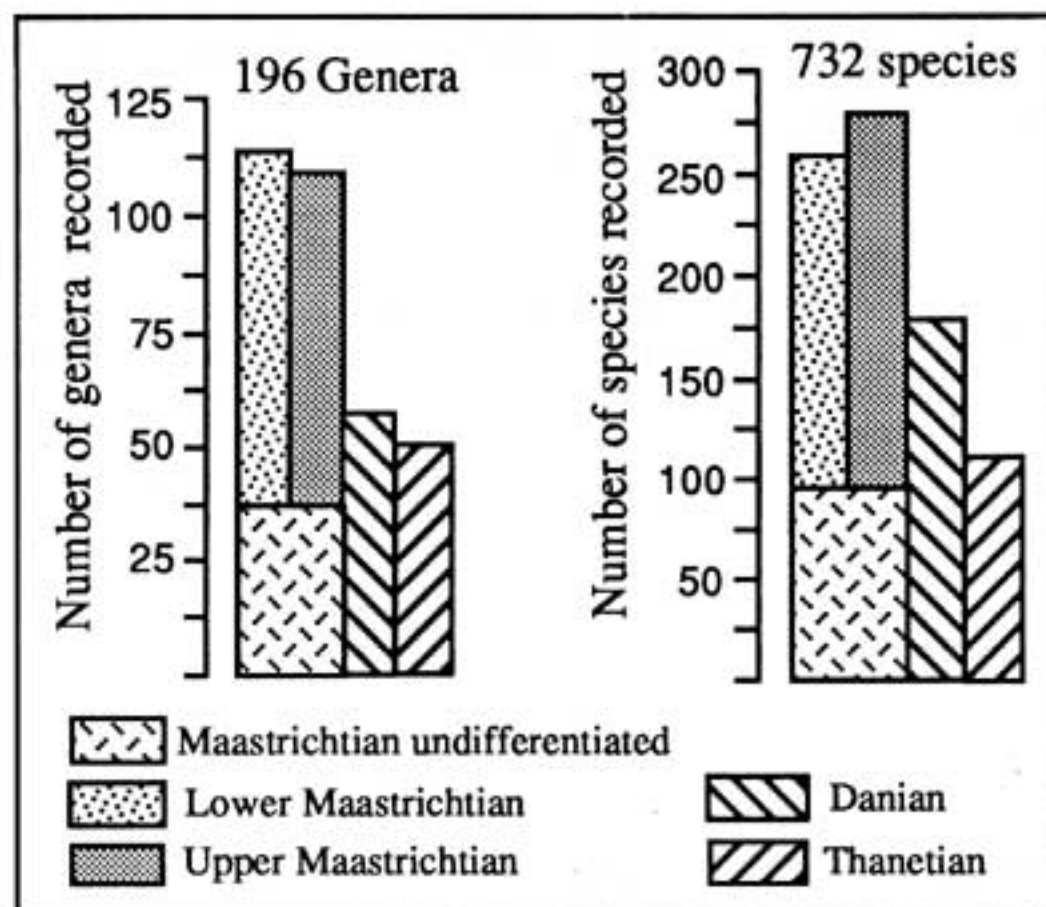 196 Genera
Number of genera recorded
125
100
75
50
25
732 species
Number of species recorded
300
250
200
150
100
50
Maastrichtian undifferentiated
Lower Maastrichtian
Upper Maastrichtian
Danian
Thanetian